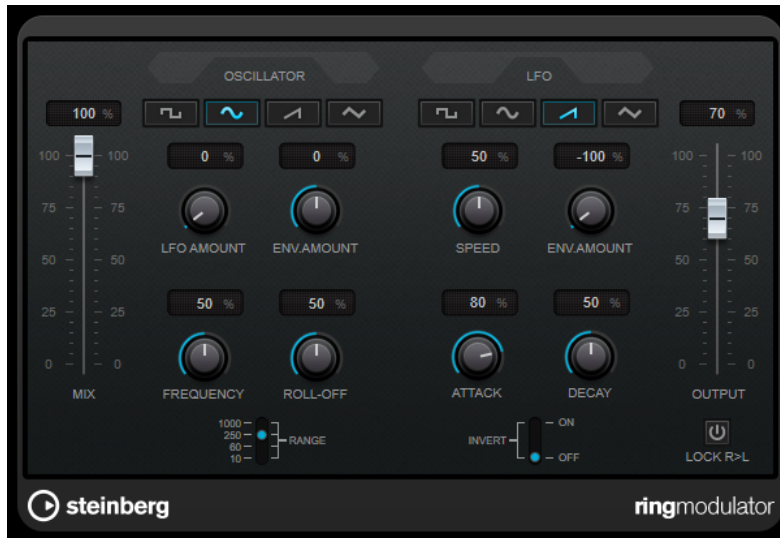 OSCILLATOR
LFO
100 %
70 %
0 %
0 %
50 %
-100 %
100 100
75 75
50 50
25 25
0 0
MIX
LFO AMOUNT
ENV.AMOUNT
SPEED
ENV.AMOUNT
50 %
50 %
80 %
50 %
FREQUENCY
ROLL-OFF
ATTACK
DECAY
100 100
75 75
50 50
25 25
0 0
OUTPUT
1000
250
60
10
RANGE
INVERT
ON
OFF
LOCK R>L
steinberg
ringmodulator